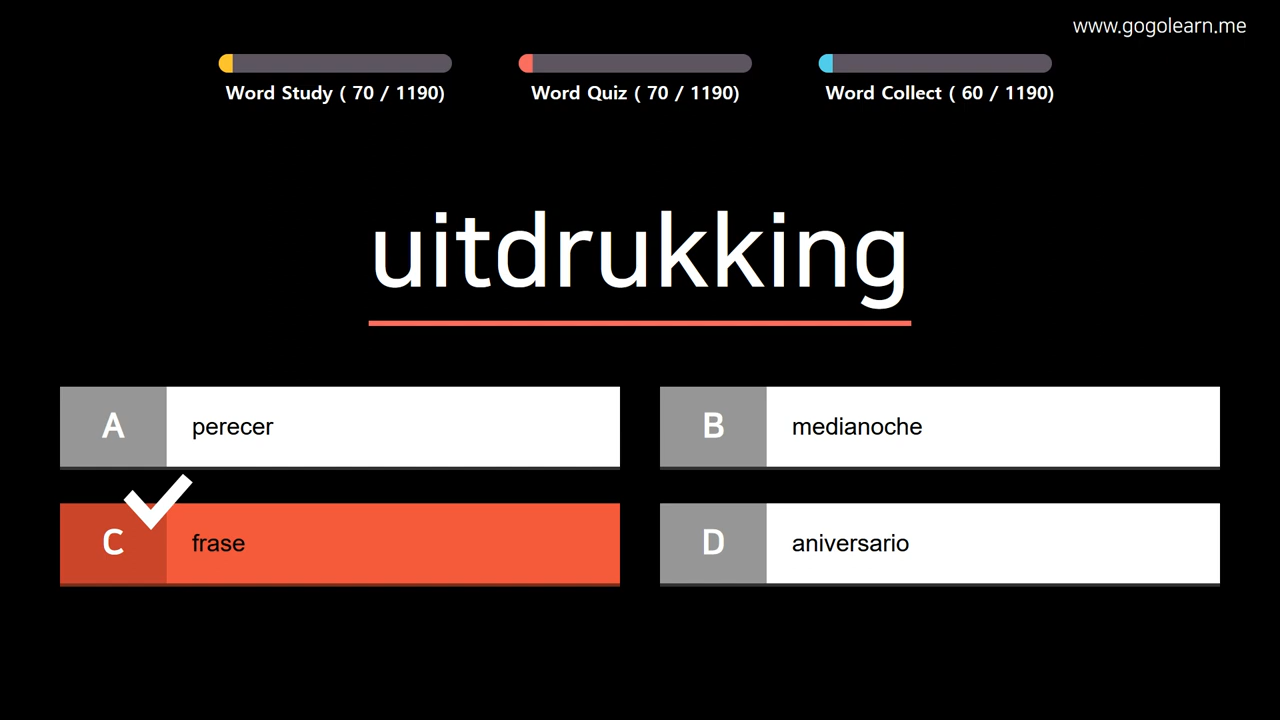 www.gogolearn.me
Word Study ( 70 / 1190)
Word Quiz ( 70 / 1190)
Word Collect ( 60 / 1190)
uitdrukking
A perecer
B medianoche
C frase
D aniversario